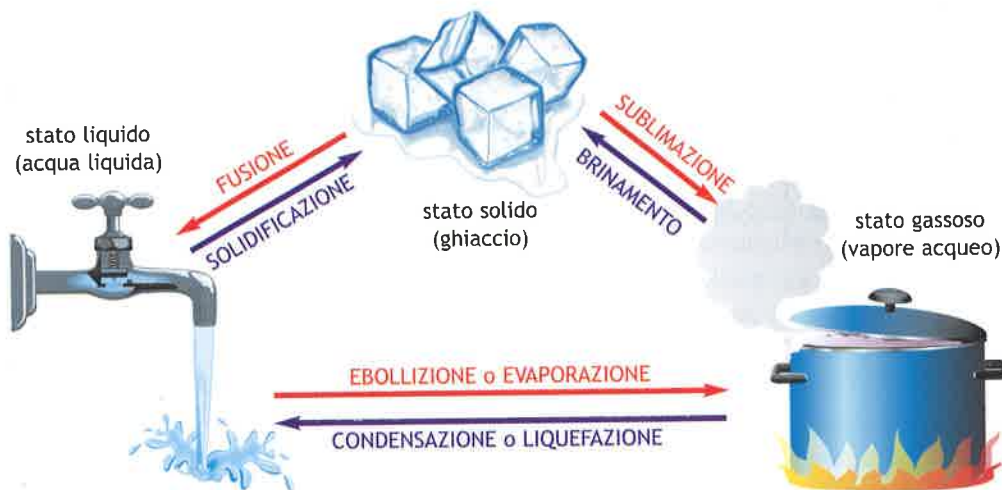 stato liquido
(acqua liquida)
FUSIONE
SOLIDIFICAZIONE
stato solido
(ghiaccio)
SUBLIMAZIONE
BRINAMENTO
stato gassoso
(vapore acqueo)
EBOLLIZIONE o EVAPORAZIONE
CONDENSAZIONE o LIQUEFAZIONE